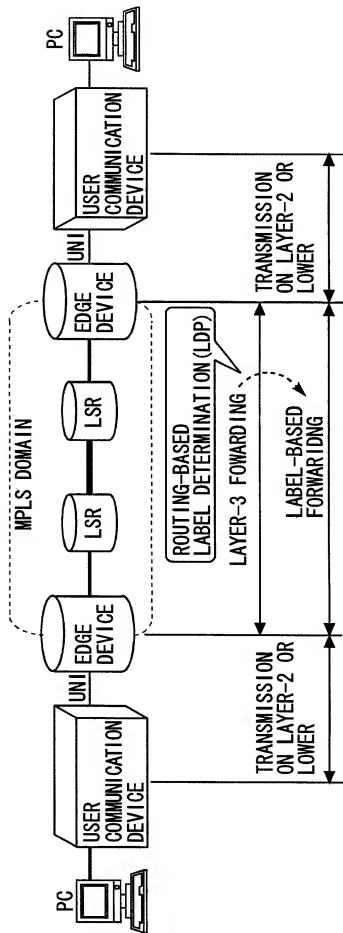 MPLS DOMAIN
PC
USER
COMMUNICATION
DEVICE
UNI
EDGE
DEVICE
LSR
LSR
EDGE
DEVICE
UNI
USER
COMMUNICATION
DEVICE
PC
ROUTING-BASED
LABEL DETERMINATION(LDP)
LAYER-3 FOWARDING
TRANSMISSION
ON LAYER-2 OR
LOWER
LABEL-BASED
FORWARIDNG
TRANSMISSION
ON LAYER-2 OR
LOWER